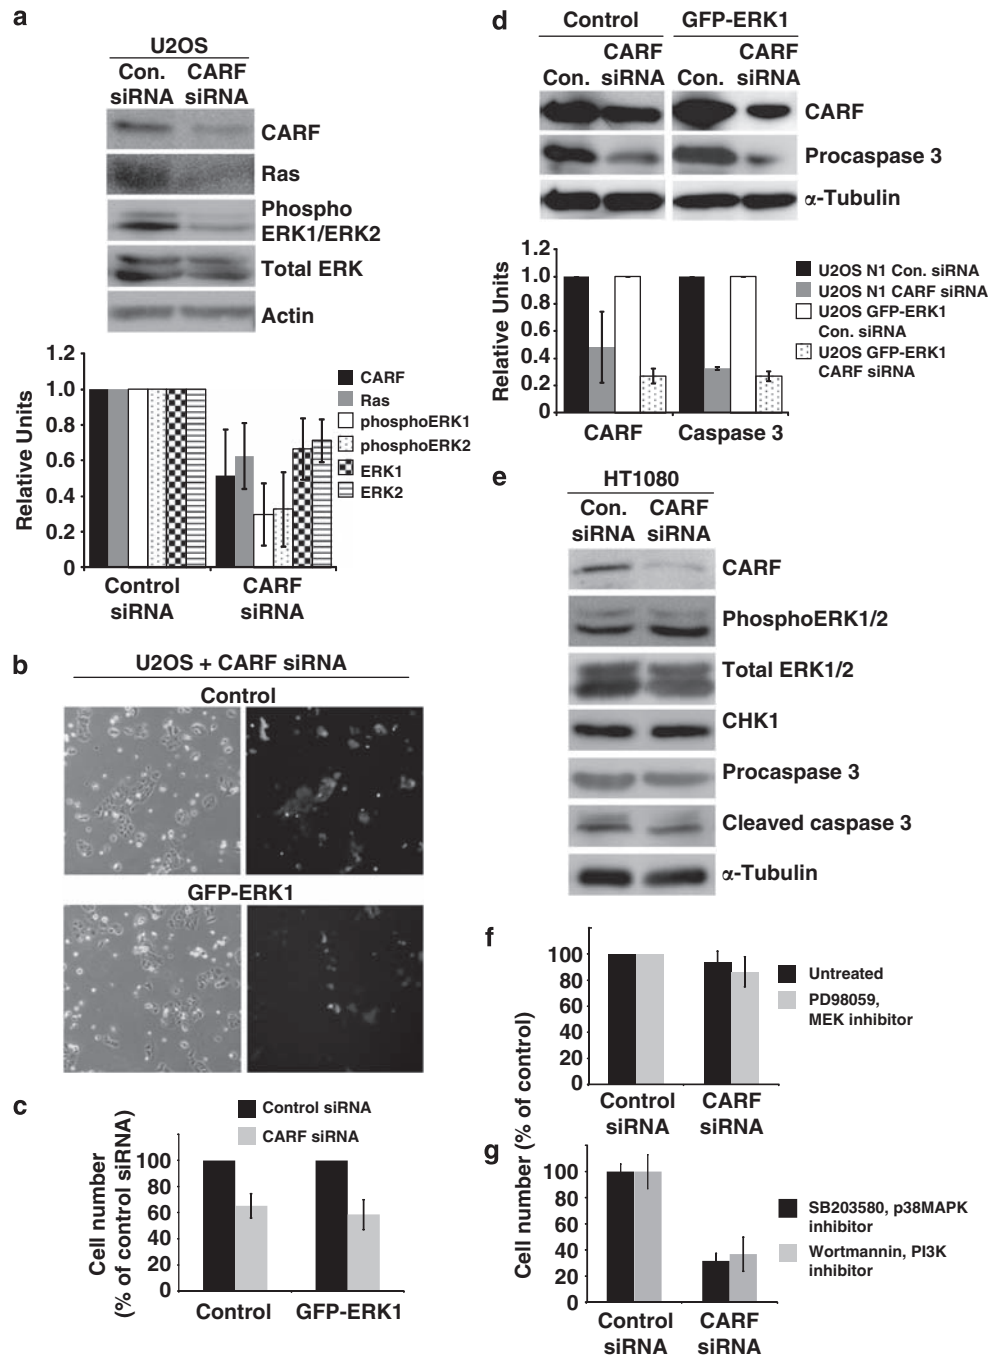 a
U2OS
Con. CARF
siRNA siRNA
CARF
Ras
Phospho
ERK1/ERK2
Total ERK
Actin
Relative Units
1.2
1.0
0.8
0.6
0.4
0.2
0
Control
siRNA
CARF
siRNA
CARF
Ras
phosphoERK1
phosphoERK2
ERK1
ERK2
b
U2OS + CARF siRNA
Control
GFP-ERK1
c
Cell number
(% of control siRNA)
Control siRNA
CARF siRNA
100
80
60
40
20
0
Control GFP-ERK1
d
Control GFP-ERK1
Con. CARF siRNA Con. CARF siRNA
CARF
Procaspase 3
α-Tubulin
Relative Units
1.2
1.0
0.8
0.6
0.4
0.2
0
CARF Caspase 3
U2OS N1 Con. siRNA
U2OS N1 CARF siRNA
U2OS GFP-ERK1
Con. siRNA
U2OS GFP-ERK1
CARF siRNA
e
HT1080
Con. CARF
siRNA siRNA
CARF
PhosphoERK1/2
Total ERK1/2
CHK1
Procaspase 3
Cleaved caspase 3
α-Tubulin
f
Cell number (% of control)
100
80
60
40
20
0
Control
siRNA
CARF
siRNA
Untreated
PD98059,
MEK inhibitor
g
100
80
60
40
20
0
Control
siRNA
CARF
siRNA
SB203580, p38MAPK
inhibitor
Wortmannin, PI3K
inhibitor